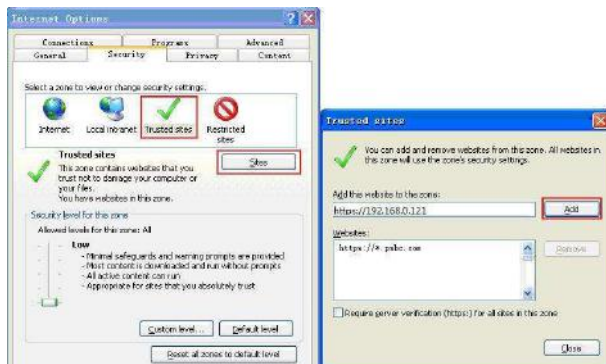 Internet Options
Connections Programs Advanced
General Security Privacy Content
Select a zone to view or change security settings.
Internet Local intranet Trusted sites Restricted
sites
Trusted sites
Sites
This zone contains websites that you
trust not to damage your computer or
your files.
You have websites in this zone.
Security level for this zone
Allowed levels for this zone: All
Low
- Minimal safeguards and warning prompts are provided
- Most content is downloaded and run without prompts
- All active content can run
- Appropriate for sites that you absolutely trust
Custom level... Default level
Reset all zones to default level
Trusted sites
You can add and remove websites from this zone. All websites in
this zone will use the zone's security settings.
Add this website to the zone:
https://192.168.0.121
Add
Websites:
Remove
Require server verification (https:) for all sites in this zone
Close